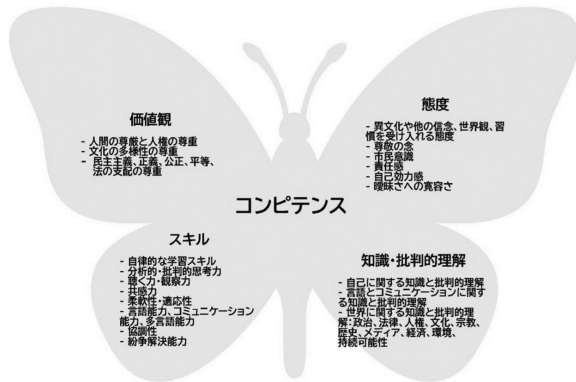 価値観
- 人間の尊厳と人権の尊重
- 文化の多様性の尊重
- 民主主義、正義、公正、平等、
法の支配の尊重
態度
- 異文化や他の信念、世界観、習
慣を受け入れる態度
- 尊敬の念
- 市民意識
- 責任感
- 自己効力感
- 曖昧さへの寛容さ
コンピテンス
スキル
- 自律的な学習スキル
- 分析的・批判的思考力
- 聴く力・観察力
- 共感力
- 柔軟性・適応性
- 言語能力、コミュニケーション
能力、多言語能力
- 協調性
- 紛争解決能力
知識・批判的理解
- 自己に関する知識と批判的理解
- 言語とコミュニケーションに関す
る知識と批判的理解
- 世界に関する知識と批判的理
解：政治、法律、人権、文化、宗教、
歴史、メディア、経済、環境、
持続可能性